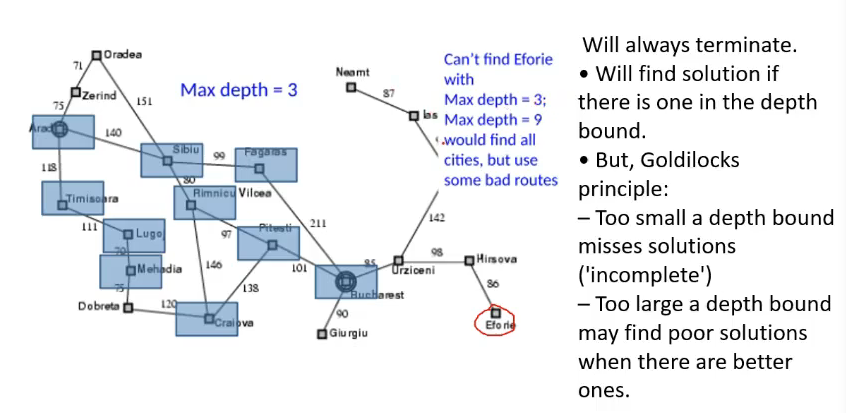 Oradea
71
Neamt
Can't find Eforie
with
Max depth = 3;
Max depth = 9
would find all
cities, but use
some bad routes
Max depth = 3
87
Zerind
151
75
Ias
Arad
140
Sibiu
Fagaras
99
118
80
Timisoara
Rimnicu Vilcea
142
111
Lugoj
97
Pitesti
211
70
98
Hirsova
Mehadia
146
101
85
Urziceni
75
138
86
Bucharest
Dobreta
120
Craiova
90
Giurgiu
Eforie
Will always terminate.
• Will find solution if
there is one in the depth
bound.
• But, Goldilocks
principle:
– Too small a depth bound
misses solutions
('incomplete')
– Too large a depth bound
may find poor solutions
when there are better
ones.